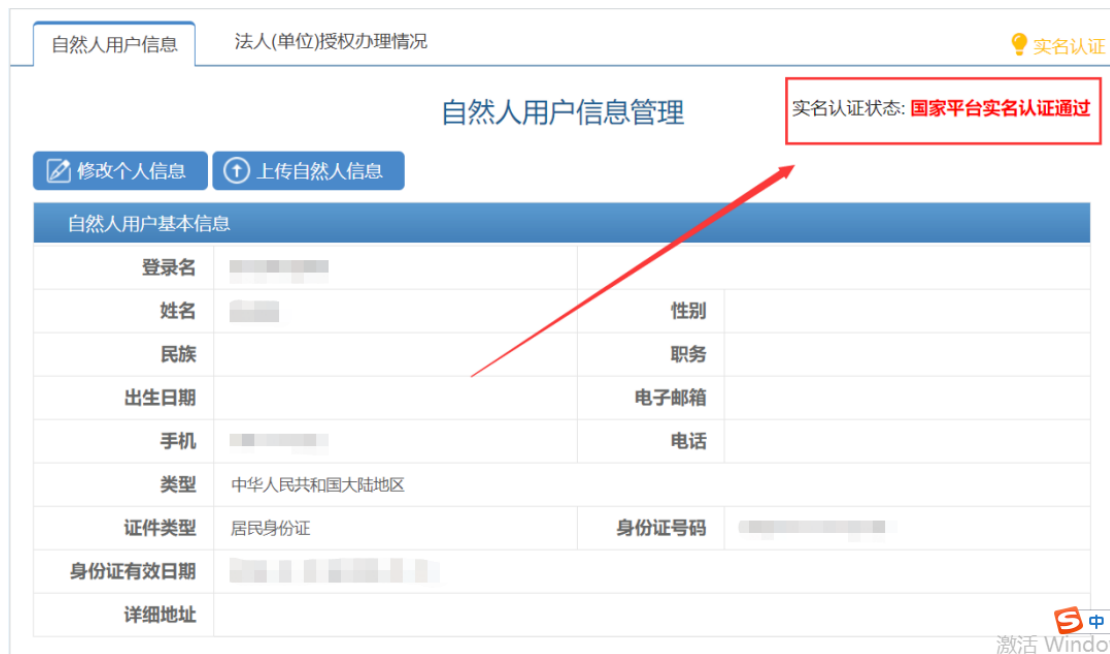 自然人用户信息 法人(单位)授权办理情况 实名认证
自然人用户信息管理 实名认证状态: 国家平台实名认证通过
修改个人信息 上传自然人信息
自然人用户基本信息
登录名
姓名 性别
民族 职务
出生日期 电子邮箱
手机 电话
类型 中华人民共和国大陆地区
证件类型 居民身份证 身份证号码
身份证有效日期
详细地址
S 中
激活 Windo